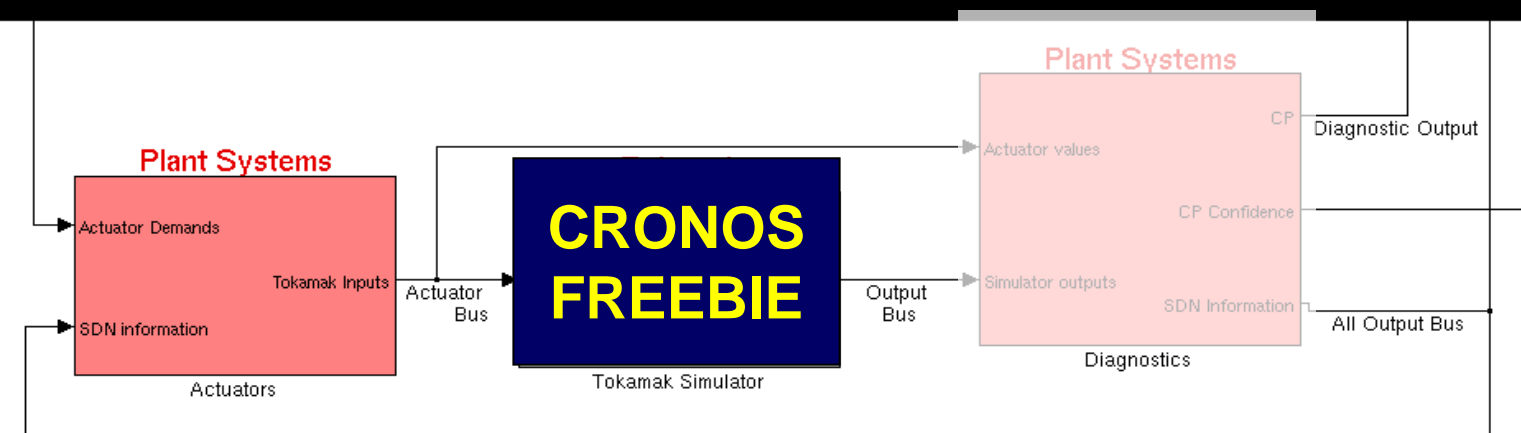 Plant Systems
Actuator Demands
Tokamak Inputs
SDN information
Actuators
Actuator
Bus
CRONOS
FREEBIE
Tokamak Simulator
Output
Bus
Plant Systems
CP
Actuator values
CP Confidence
Simulator outputs
SDN Information
Diagnostics
Diagnostic Output
All Output Bus